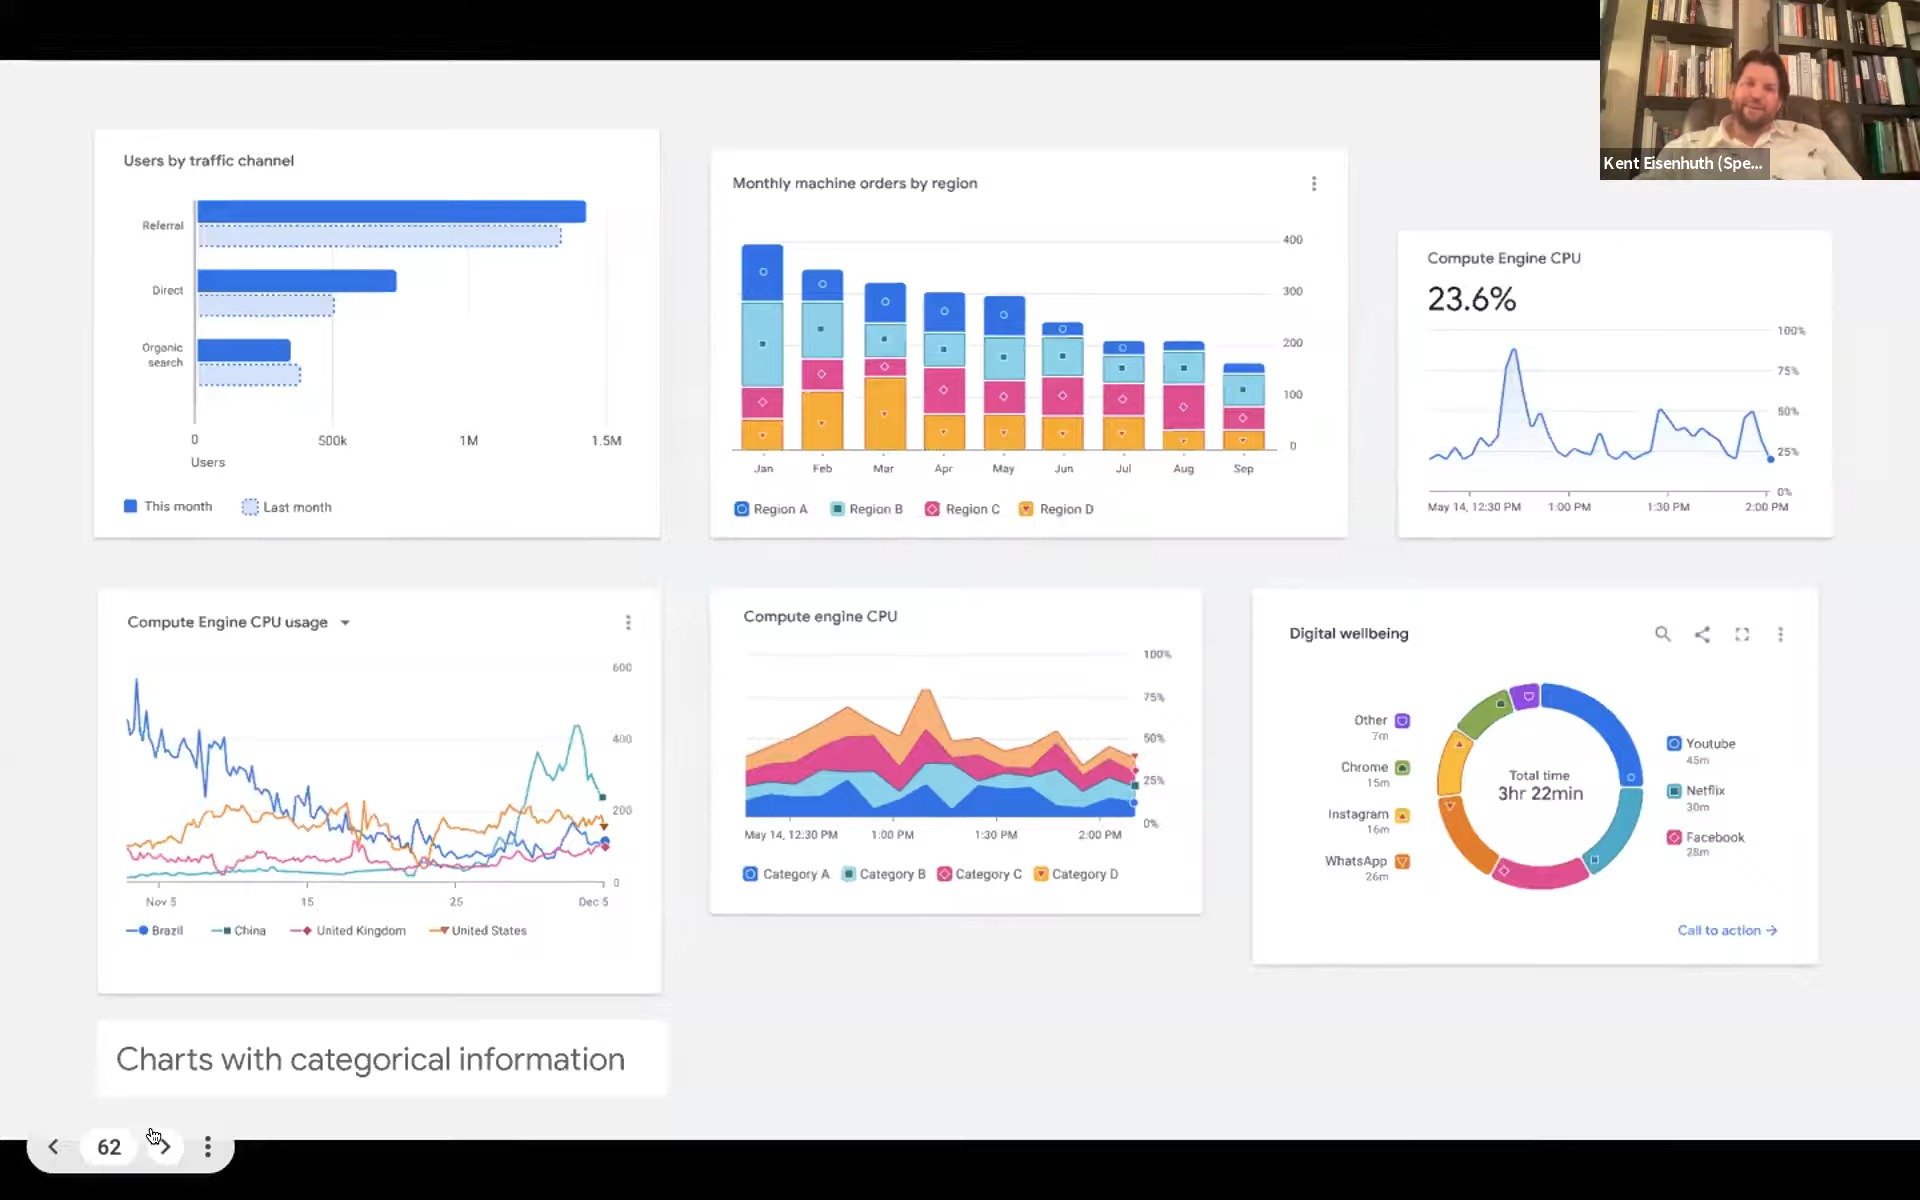 Kent Eisenhuth (Spe...
Users by traffic channel
Referral
Direct
Organic
search
0 500k 1M 1.5M
Users
This month Last month
Monthly machine orders by region
400
300
200
100
0
Jan Feb Mar Apr May Jun Jul Aug Sep
Region A Region B Region C Region D
Compute Engine CPU
23.6%
100%
75%
50%
25%
0%
May 14, 12:30 PM 1:00 PM 1:30 PM 2:00 PM
Compute Engine CPU usage
600
400
200
0
Nov 5 15 25 Dec 5
Brazil China United Kingdom United States
Compute engine CPU
100%
75%
50%
25%
0%
May 14, 12:30 PM 1:00 PM 1:30 PM 2:00 PM
Category A Category B Category C Category D
Digital wellbeing
Other
7m
Chrome
15m
Instagram
16m
WhatsApp
26m
Total time
3hr 22min
Youtube
45m
Netflix
30m
Facebook
28m
Call to action
Charts with categorical information
62